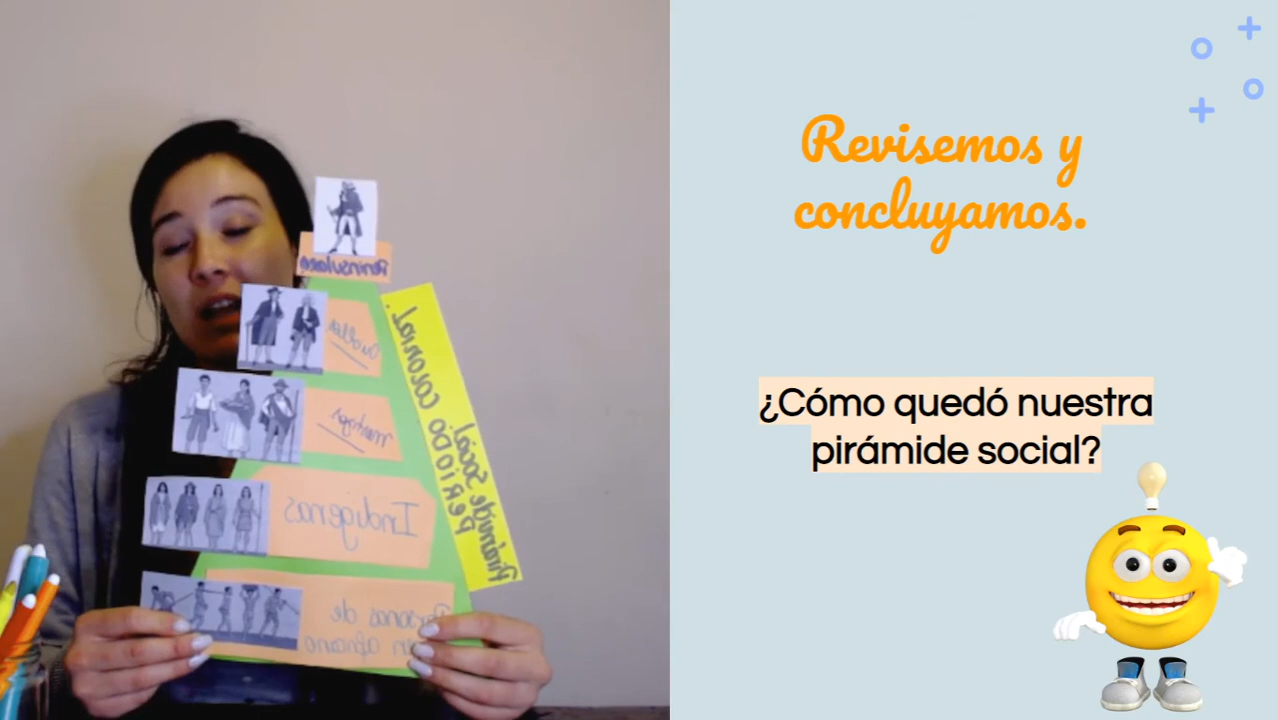 Peninsulares
Criollos
mestizos
Indígenas
Personas de
origen africano
Pirámide social
PERIODO COLONIAL.
Revisemos y
concluyamos.
¿Cómo quedó nuestra
pirámide social?